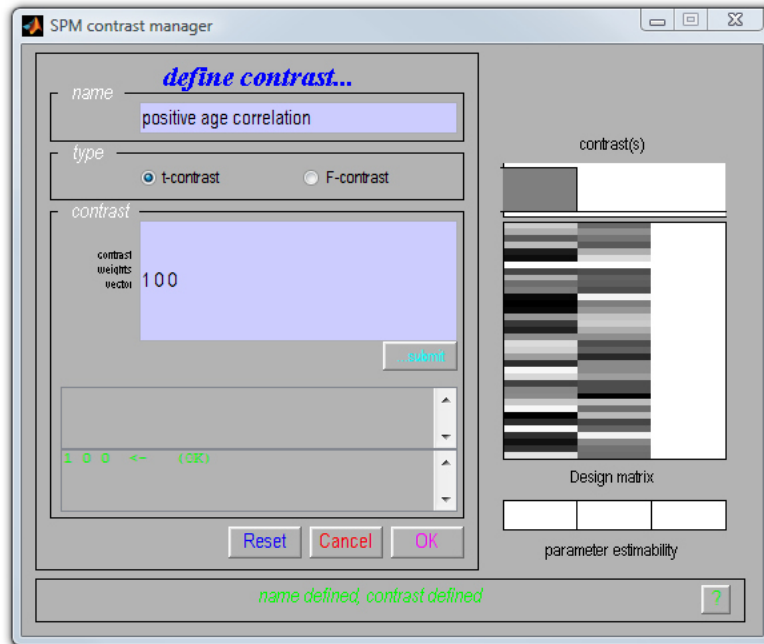 SPM contrast manager
define contrast...
name
positive age correlation
type
t-contrast
F-contrast
contrast
contrast
weights
vector
1 0 0
...submit
1 0 0 <- (OK)
Reset
Cancel
OK
contrast(s)
Design matrix
parameter estimability
name defined, contrast defined
?